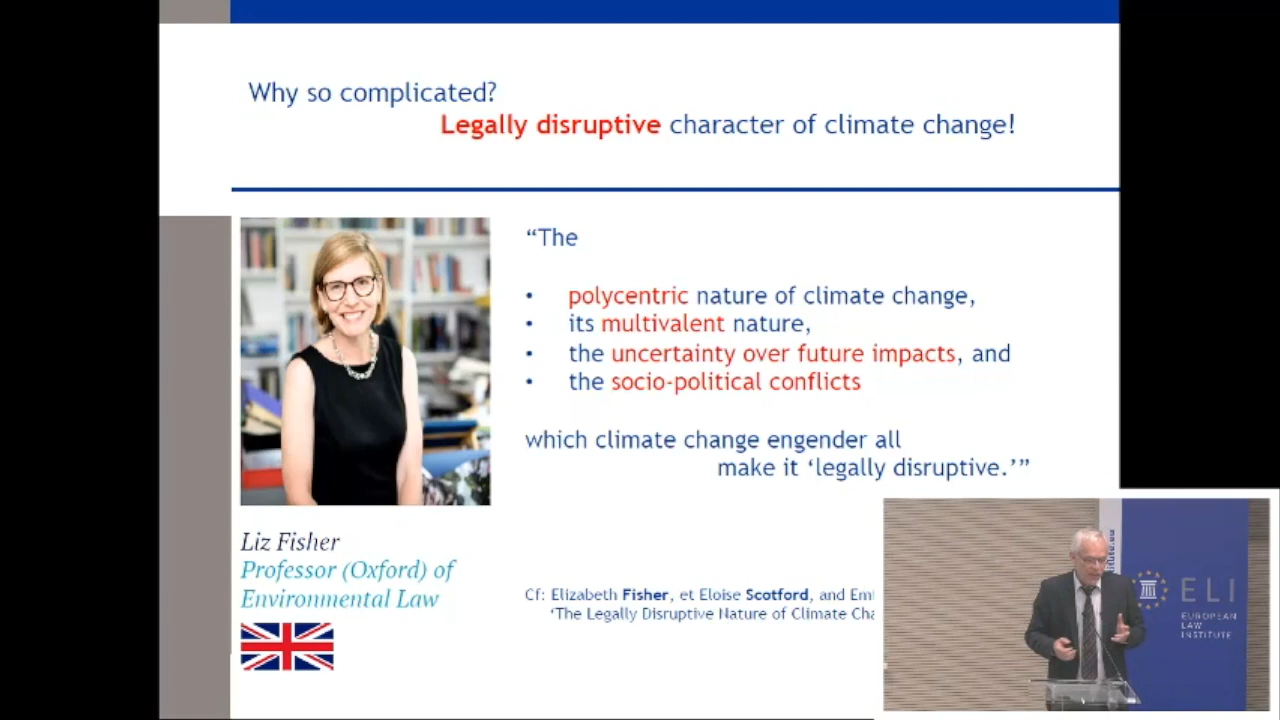 Why so complicated?
Legally disruptive character of climate change!
“The
• polycentric nature of climate change,
• its multivalent nature,
• the uncertainty over future impacts, and
• the socio-political conflicts
which climate change engender all
make it ‘legally disruptive.’”
Liz Fisher
Professor (Oxford) of
Environmental Law
Cf: Elizabeth Fisher, et Eloise Scotford, and
‘The Legally Disruptive Nature of Climate
ELI
EUROPEAN
LAW
INSTITUTE